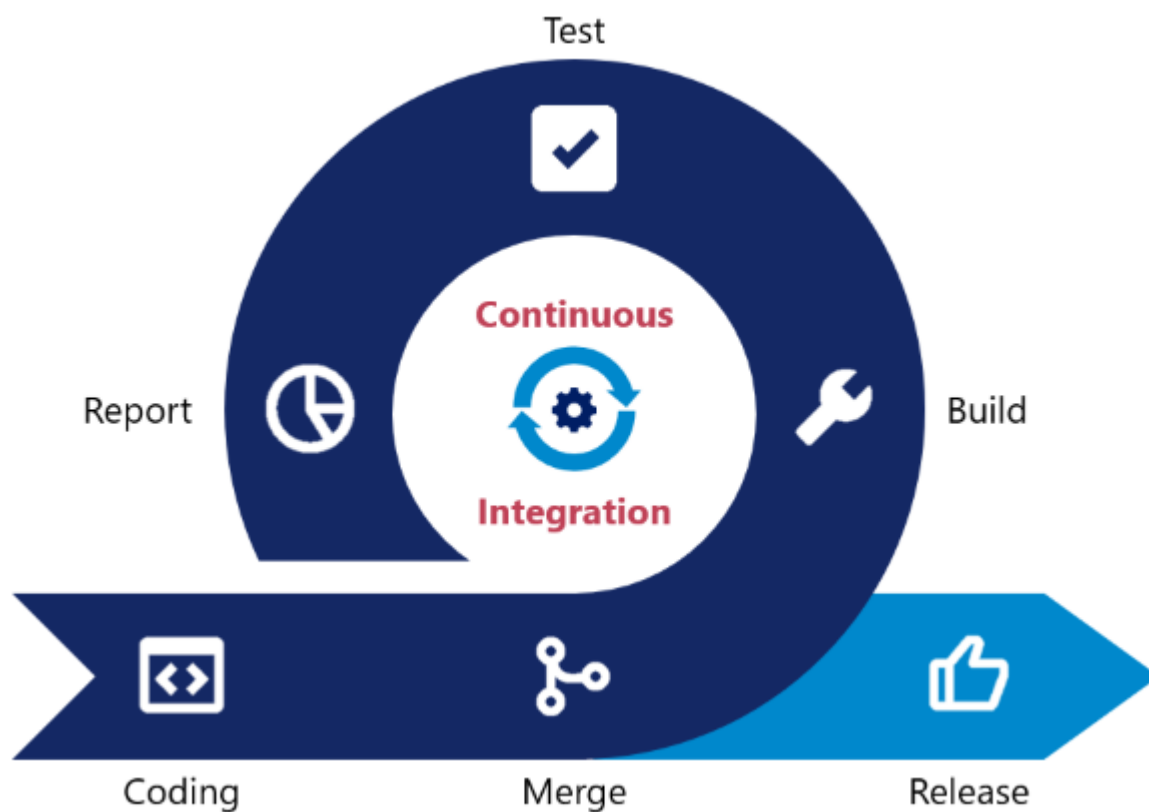 Test
Continuous
Report
Build
Integration
Coding
Merge
Release